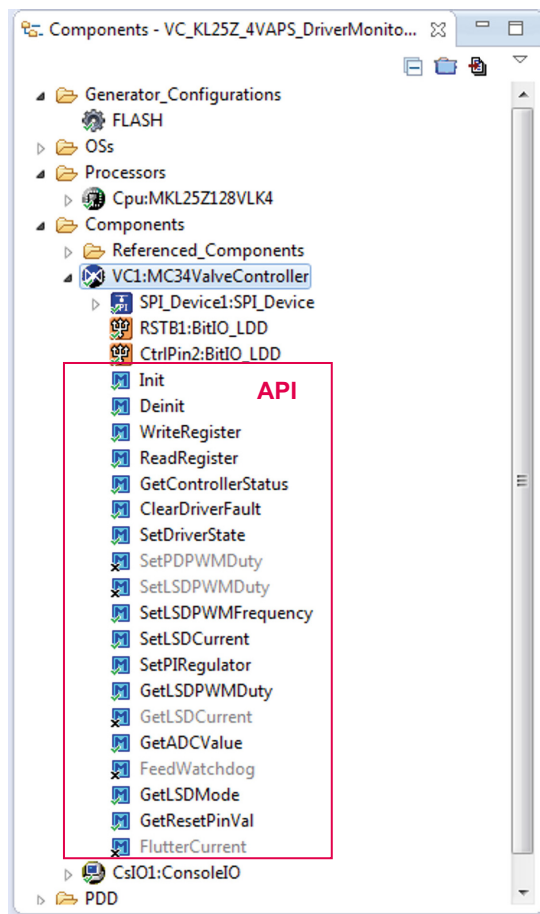 Components - VC_KL25Z_4VAPS_DriverMonito...
Generator_Configurations
FLASH
OSs
Processors
Cpu:MKL25Z128VLK4
Components
Referenced_Components
VC1:MC34ValveController
SPI_Device1:SPI_Device
RSTB1:BitIO_LDD
CtrlPin2:BitIO_LDD
Init
API
Deinit
WriteRegister
ReadRegister
GetControllerStatus
ClearDriverFault
SetDriverState
SetPDPWMDuty
SetLSDPWMDuty
SetLSDPWMFrequency
SetLSDCurrent
SetPIRegulator
GetLSDPWMDuty
GetLSDCurrent
GetADCValue
FeedWatchdog
GetLSDMode
GetResetPinVal
FlutterCurrent
CsIO1:ConsoleIO
PDD